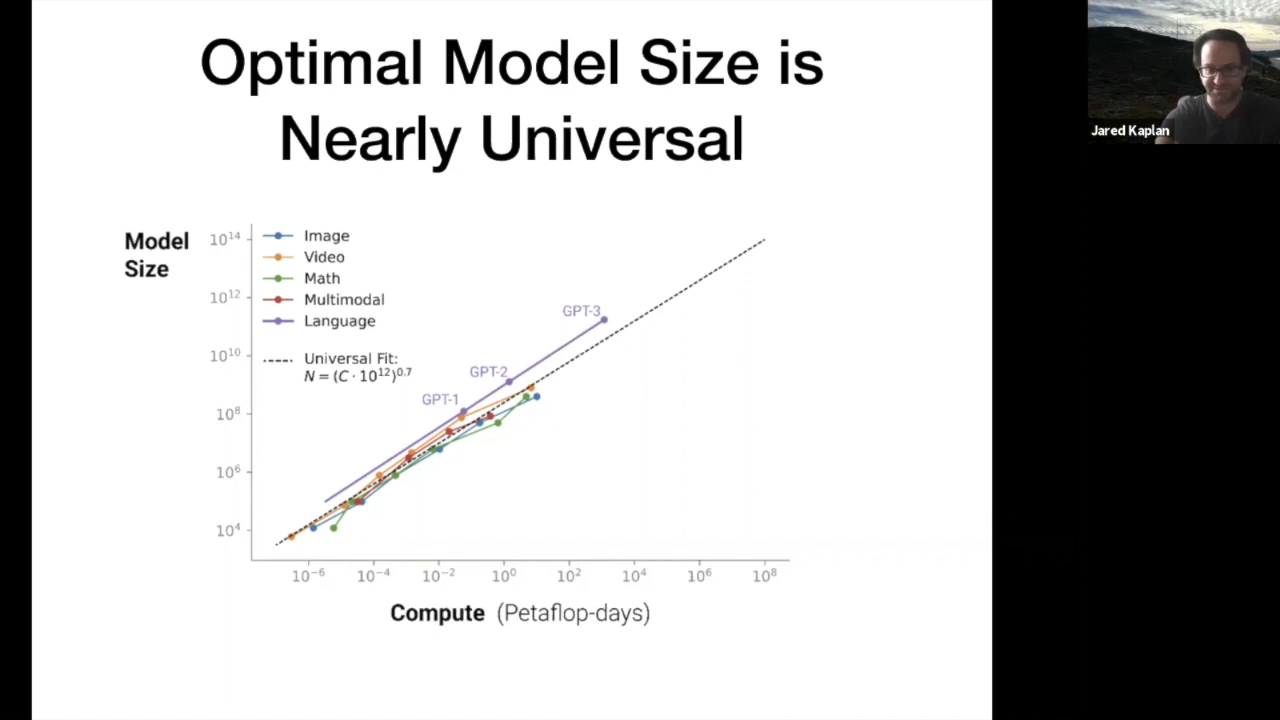 Optimal Model Size is
Nearly Universal
Jared Kaplan
Model
Size
10¹⁴
10¹²
10¹⁰
10⁸
10⁶
10⁴
Image
Video
Math
Multimodal
Language
Universal Fit:
N = (C · 10¹²)⁰·⁷
GPT-3
GPT-2
GPT-1
10⁻⁶ 10⁻⁴ 10⁻² 10⁰ 10² 10⁴ 10⁶ 10⁸
Compute (Petaflop-days)